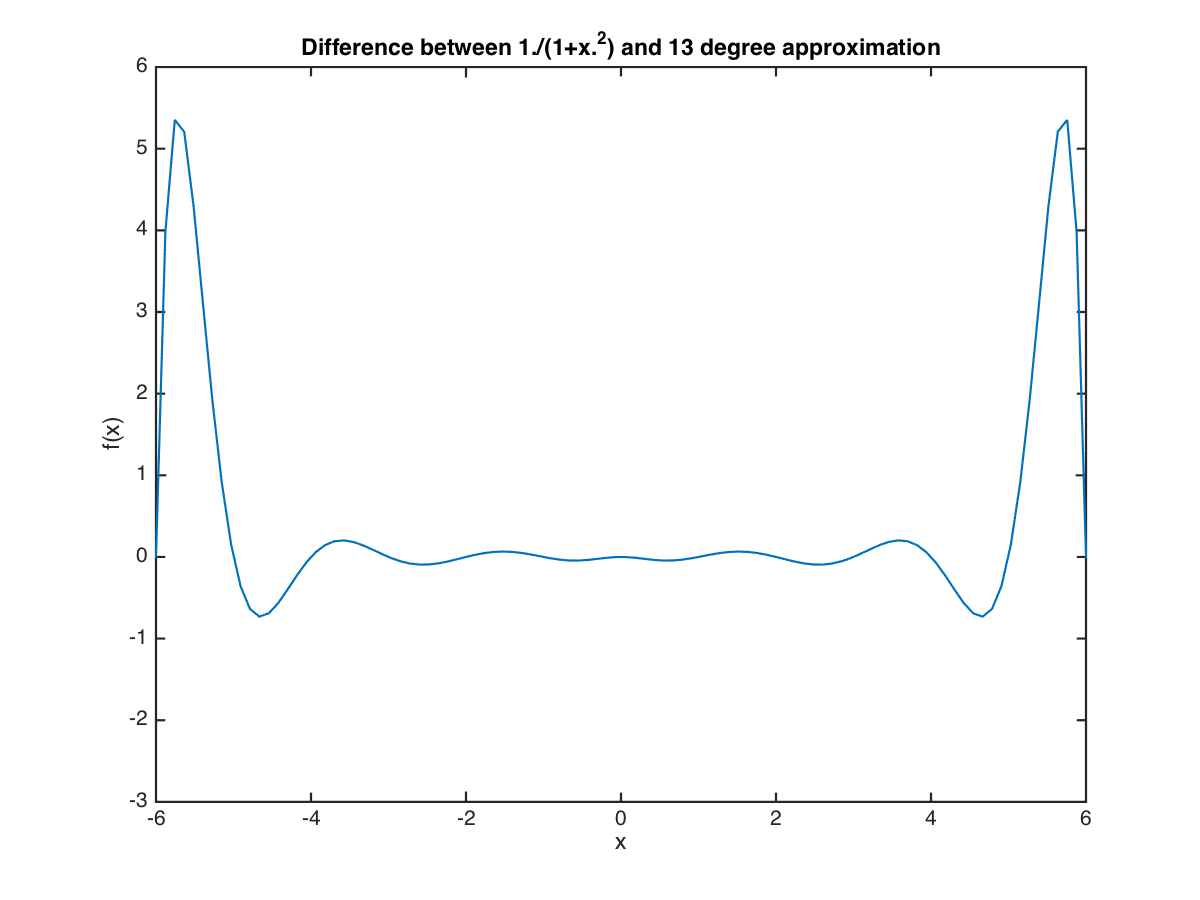 Difference between 1./(1+x.²) and 13 degree approximation
6
5
4
3
2
1
0
-1
-2
-3
f(x)
-6 -4 -2 0 2 4 6
x